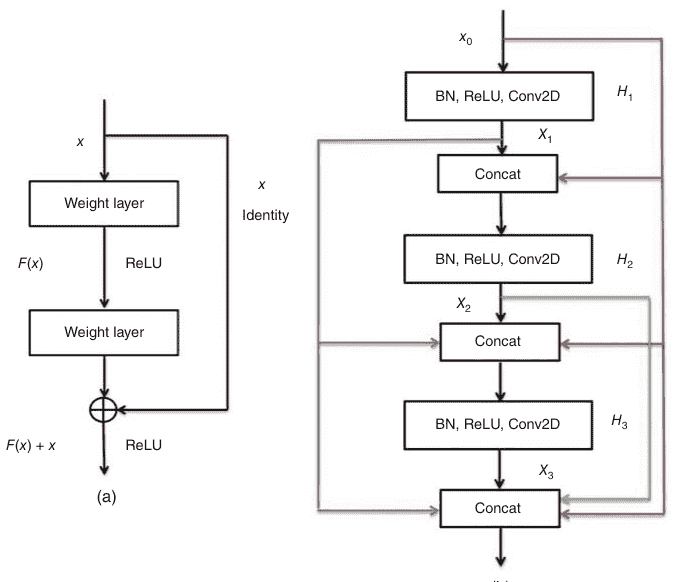 x
Weight layer
x
Identity
F(x)
ReLU
Weight layer
F(x) + x
ReLU
(a)
x0
BN, ReLU, Conv2D
H1
X1
Concat
BN, ReLU, Conv2D
H2
X2
Concat
BN, ReLU, Conv2D
H3
X3
Concat